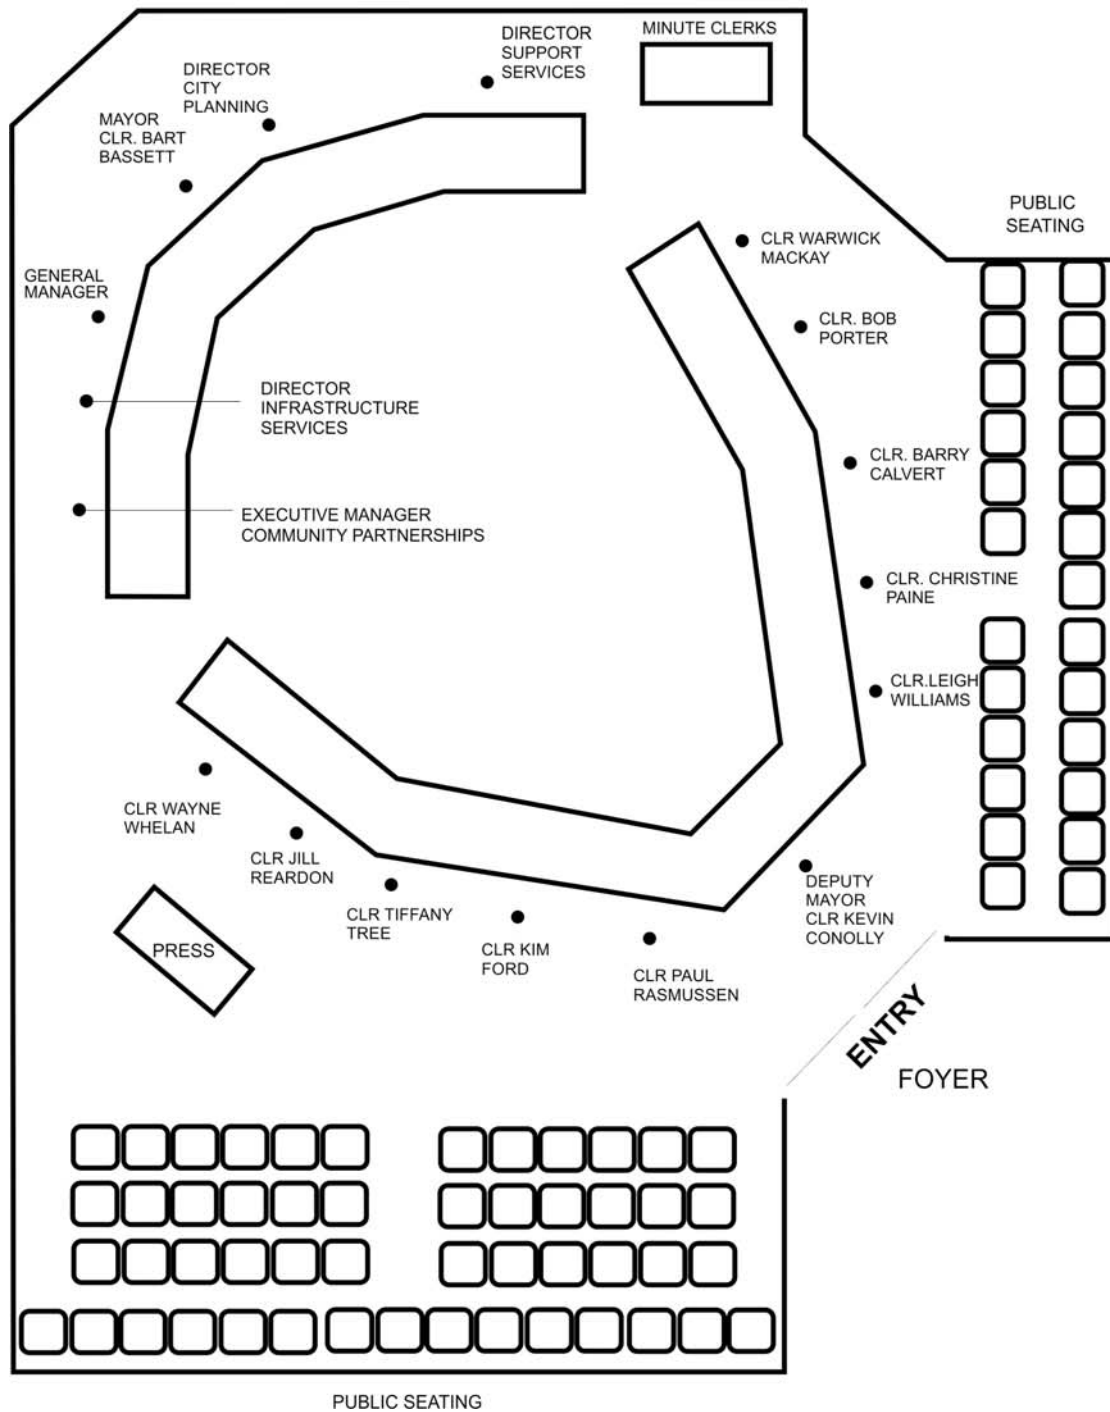 MINUTE CLERKS
DIRECTOR
SUPPORT
SERVICES
DIRECTOR
CITY
PLANNING
MAYOR
CLR. BART
BASSETT
PUBLIC
SEATING
CLR WARWICK
MACKAY
GENERAL
MANAGER
CLR. BOB
PORTER
DIRECTOR
INFRASTRUCTURE
SERVICES
CLR. BARRY
CALVERT
EXECUTIVE MANAGER
COMMUNITY PARTNERSHIPS
CLR. CHRISTINE
PAINE
CLR.LEIGH
WILLIAMS
CLR WAYNE
WHELAN
CLR JILL
REARDON
CLR TIFFANY
TREE
CLR KIM
FORD
CLR PAUL
RASMUSSEN
DEPUTY
MAYOR
CLR KEVIN
CONOLLY
PRESS
ENTRY
FOYER
PUBLIC SEATING